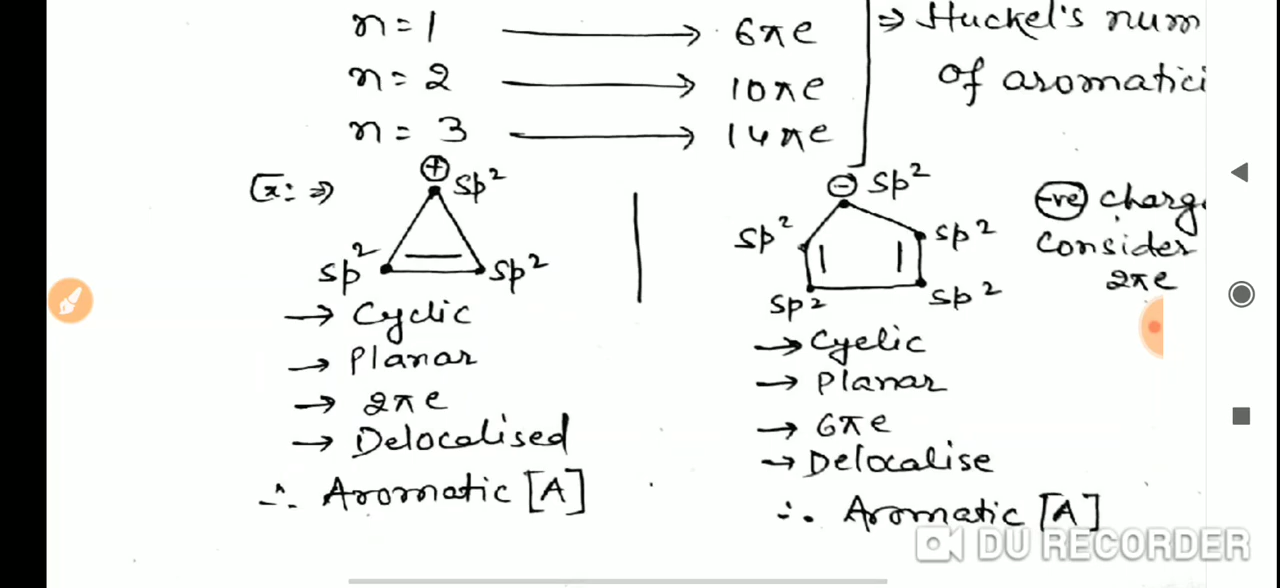 n = 1 → 6πe
n = 2 → 10πe
n = 3 → 14πe
⇒ Huckel's num
of aromatici
Ex: ⇒
⊕ sp²
sp² sp²
→ Cyclic
→ Planar
→ 2πe
→ Delocalised
∴ Aromatic [A]
⊖ sp²
sp² sp²
sp² sp²
-ve charge
consider
2πe
→ Cyclic
→ Planar
→ 6πe
→ Delocalise
∴ Aromatic [A]
DU RECORDER